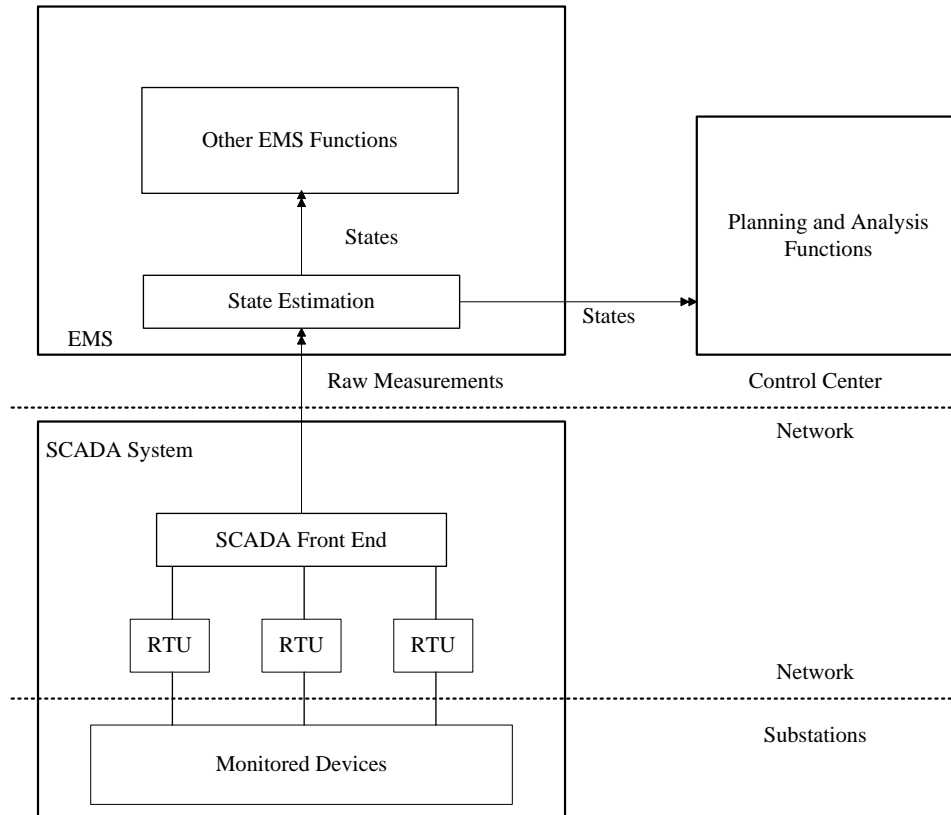 Other EMS Functions
States
State Estimation
EMS
States
Planning and Analysis
Functions
Raw Measurements
Control Center
Network
SCADA System
SCADA Front End
RTU
RTU
RTU
Network
Substations
Monitored Devices